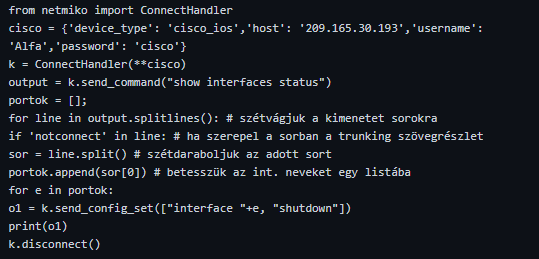 from netmiko import ConnectHandler
cisco = {'device_type': 'cisco_ios','host': '209.165.30.193','username':
'Alfa','password': 'cisco'}
k = ConnectHandler(**cisco)
output = k.send_command("show interfaces status")
portok = [];
for line in output.splitlines(): # szétvágjuk a kimenetet sorokra
if 'notconnect' in line: # ha szerepel a sorban a trunking szövegrészlet
sor = line.split() # szétdaraboljuk az adott sort
portok.append(sor[0]) # betesszük az int. neveket egy listába
for e in portok:
o1 = k.send_config_set(["interface "+e, "shutdown"])
print(o1)
k.disconnect()